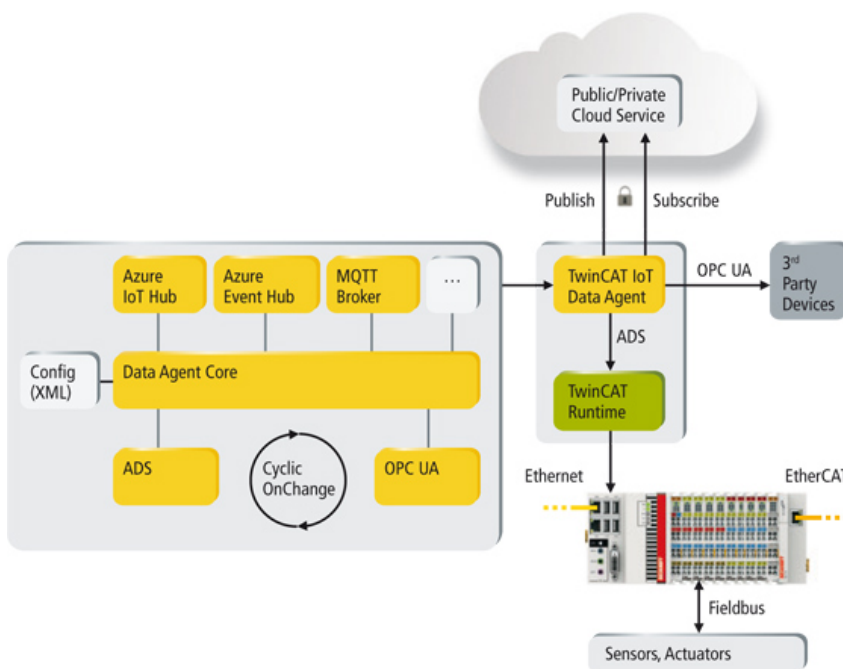 Public/Private
Cloud Service
Publish
Subscribe
Azure
IoT Hub
Azure
Event Hub
MQTT
Broker
...
TwinCAT IoT
Data Agent
OPC UA
3rd
Party
Devices
ADS
Config
(XML)
Data Agent Core
TwinCAT
Runtime
ADS
Cyclic
OnChange
OPC UA
Ethernet
EtherCAT
Fieldbus
Sensors, Actuators